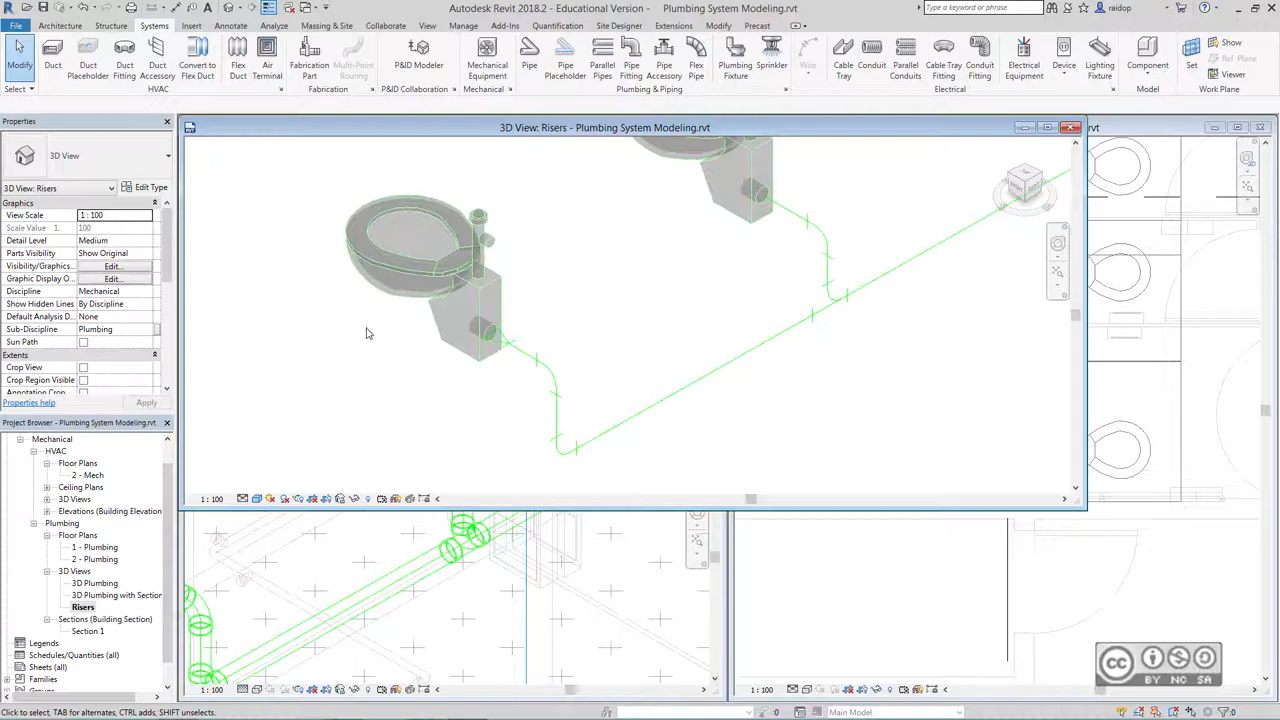 Autodesk Revit 2018.2 - Educational Version - Plumbing System Modeling.rvt
Type a keyword or phrase
raidop
File Architecture Structure Systems Insert Annotate Analyze Massing & Site Collaborate View Manage Add-Ins Quantification Site Designer Extensions Modify Precast
Modify
Duct
Duct Placeholder
Duct Fitting
Duct Accessory
Convert to Flex Duct
Flex Duct
Air Terminal
Fabrication Part
Multi-Point Routing
P&ID Modeler
Mechanical Equipment
Pipe
Pipe Placeholder
Parallel Pipes
Pipe Fitting
Pipe Accessory
Flex Pipe
Plumbing Fixture
Sprinkler
Wire
Cable Tray
Conduit
Parallel Conduits
Cable Tray Fitting
Conduit Fitting
Electrical Equipment
Device
Lighting Fixture
Component
Set
Show
Ref Plane
Viewer
Select
HVAC
Fabrication
P&ID Collaboration
Mechanical
Plumbing & Piping
Electrical
Model
Work Plane
Properties
3D View
3D View: Risers
Edit Type
Graphics
View Scale 1 : 100
Scale Value 1: 100
Detail Level Medium
Parts Visibility Show Original
Visibility/Graphics... Edit...
Graphic Display O... Edit...
Discipline Mechanical
Show Hidden Lines By Discipline
Default Analysis D... None
Sub-Discipline Plumbing
Sun Path
Extents
Crop View
Crop Region Visible
Annotation Crop
Properties help
Apply
Project Browser - Plumbing System Modeling.rvt
Mechanical
HVAC
Floor Plans
2 - Mech
Ceiling Plans
3D Views
Elevations (Building Elevation
Plumbing
Floor Plans
1 - Plumbing
2 - Plumbing
3D Views
3D Plumbing
3D Plumbing with Section
Risers
Sections (Building Section)
Section 1
Legends
Schedules/Quantities (all)
Sheets (all)
Families
Groups
3D View: Risers - Plumbing System Modeling.rvt
rvt
1 : 100
1 : 100
1 : 100
cc
BY NC SA
Click to select, TAB for alternates, CTRL adds, SHIFT unselects.
:0
Main Model
:0